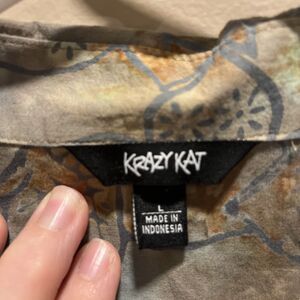 KRAZY KAT
L
MADE IN
INDONESIA